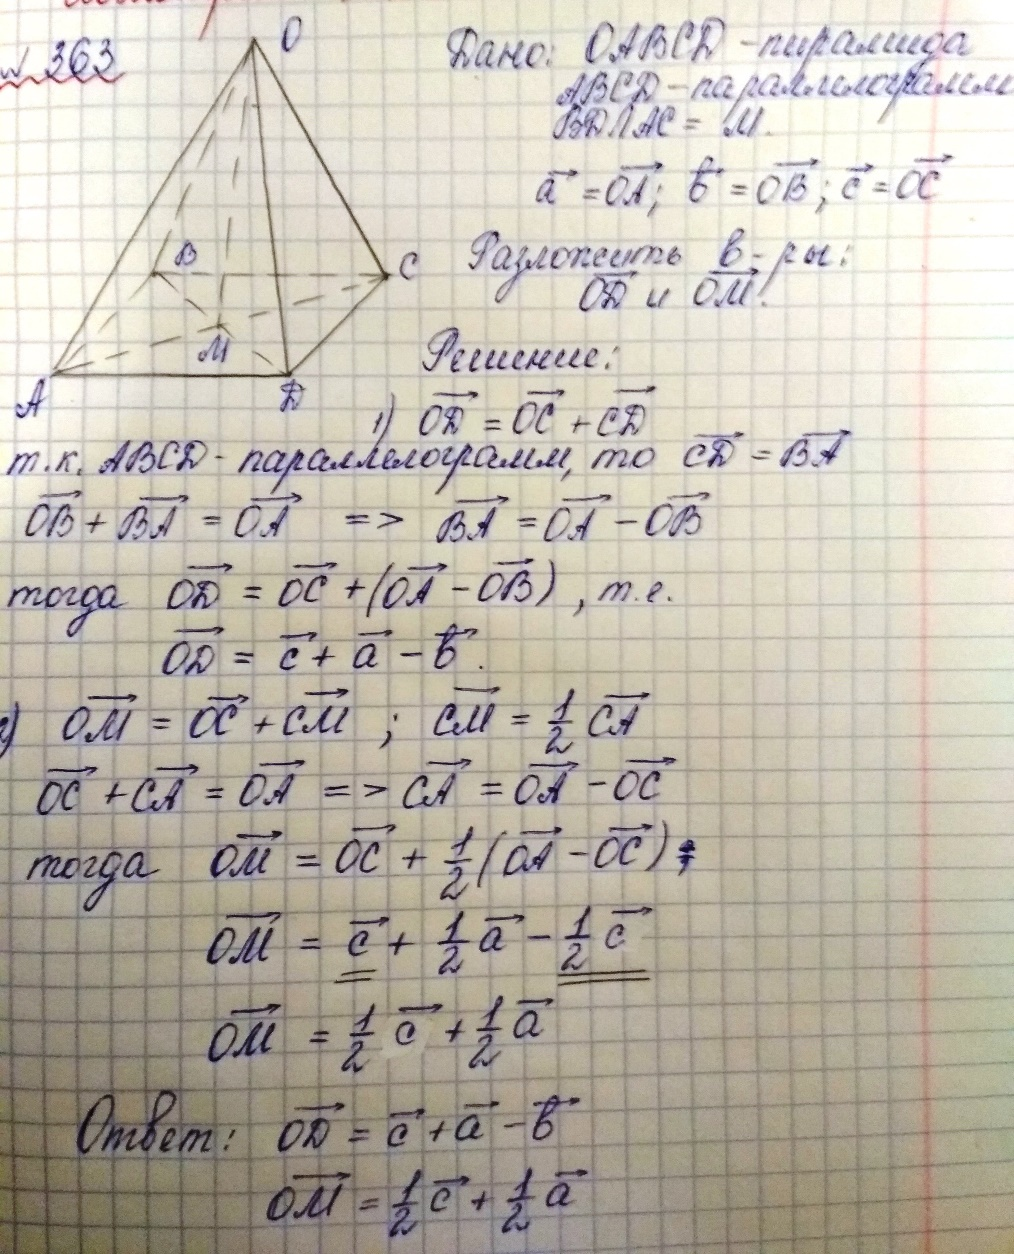 № 363
O
B
C
M
A
D
Дано: OABCD - пирамида
ABCD - параллелограмм
BD∩AC = M.
a⃗ = OA⃗; b⃗ = OB⃗; c⃗ = OC⃗
Разложить в-ры:
OD⃗ и OM⃗.
Решение:
1) OD⃗ = OC⃗ + CD⃗
т.к. ABCD - параллелограмм, то CD⃗ = BA⃗
OB⃗ + BA⃗ = OA⃗ => BA⃗ = OA⃗ - OB⃗
тогда OD⃗ = OC⃗ + (OA⃗ - OB⃗), т.е.
OD⃗ = c⃗ + a⃗ - b⃗.
2) OM⃗ = OC⃗ + CM⃗; CM⃗ = 1/2 CA⃗
OC⃗ + CA⃗ = OA⃗ => CA⃗ = OA⃗ - OC⃗
тогда OM⃗ = OC⃗ + 1/2 (OA⃗ - OC⃗);
OM⃗ = c⃗ + 1/2 a⃗ - 1/2 c⃗
OM⃗ = 1/2 c⃗ + 1/2 a⃗
Ответ: OD⃗ = c⃗ + a⃗ - b⃗
OM⃗ = 1/2 c⃗ + 1/2 a⃗